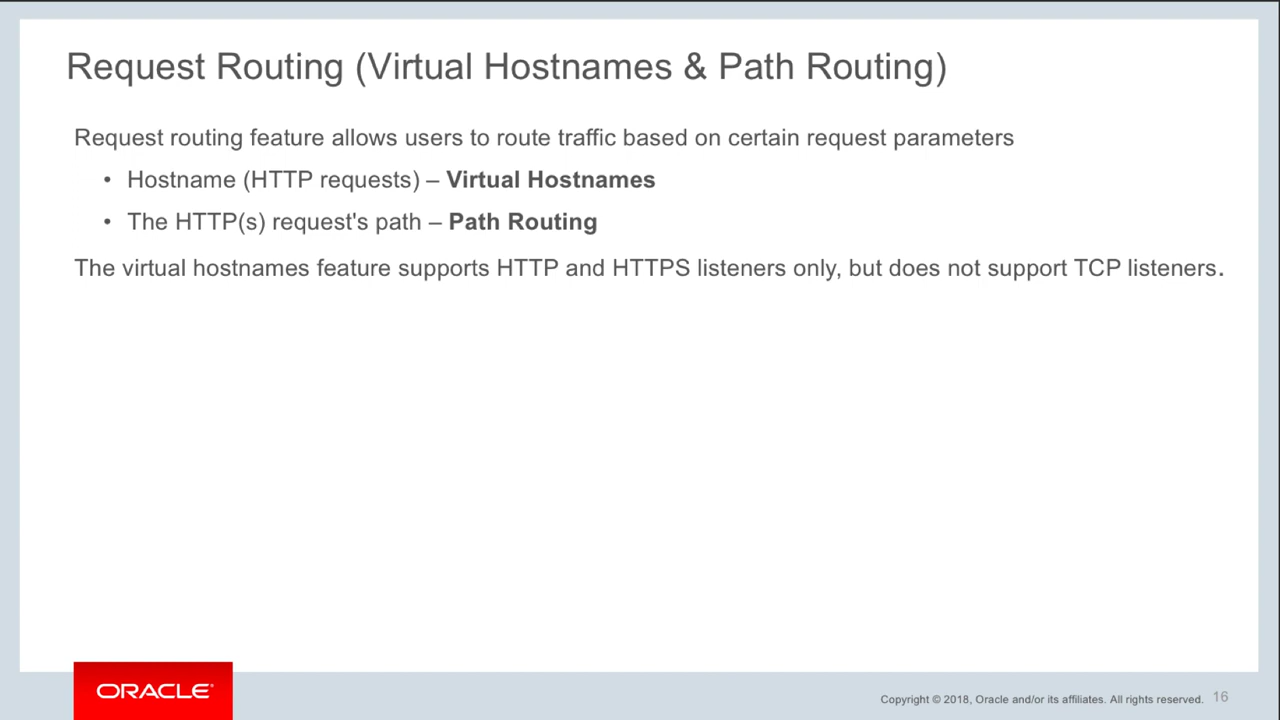 Request Routing (Virtual Hostnames & Path Routing)
Request routing feature allows users to route traffic based on certain request parameters
• Hostname (HTTP requests) – Virtual Hostnames
• The HTTP(s) request's path – Path Routing
The virtual hostnames feature supports HTTP and HTTPS listeners only, but does not support TCP listeners.
ORACLE®
Copyright © 2018, Oracle and/or its affiliates. All rights reserved. 16